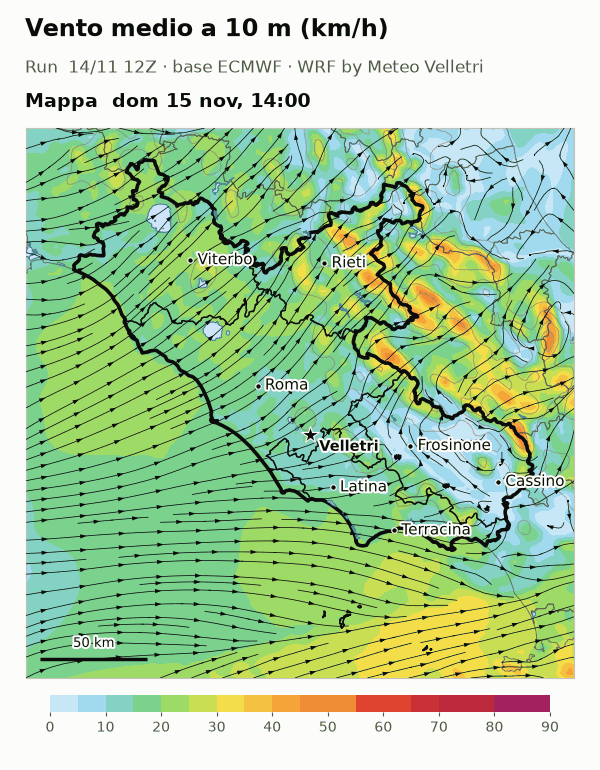 Vento medio a 10 m (km/h)
Run  14/11 12Z · base ECMWF · WRF by Meteo Velletri
Mappa  dom 15 nov, 14:00
Viterbo
Rieti
Roma
Velletri
Frosinone
Latina
Cassino
Terracina
50 km
0 10 20 30 40 50 60 70 80 90